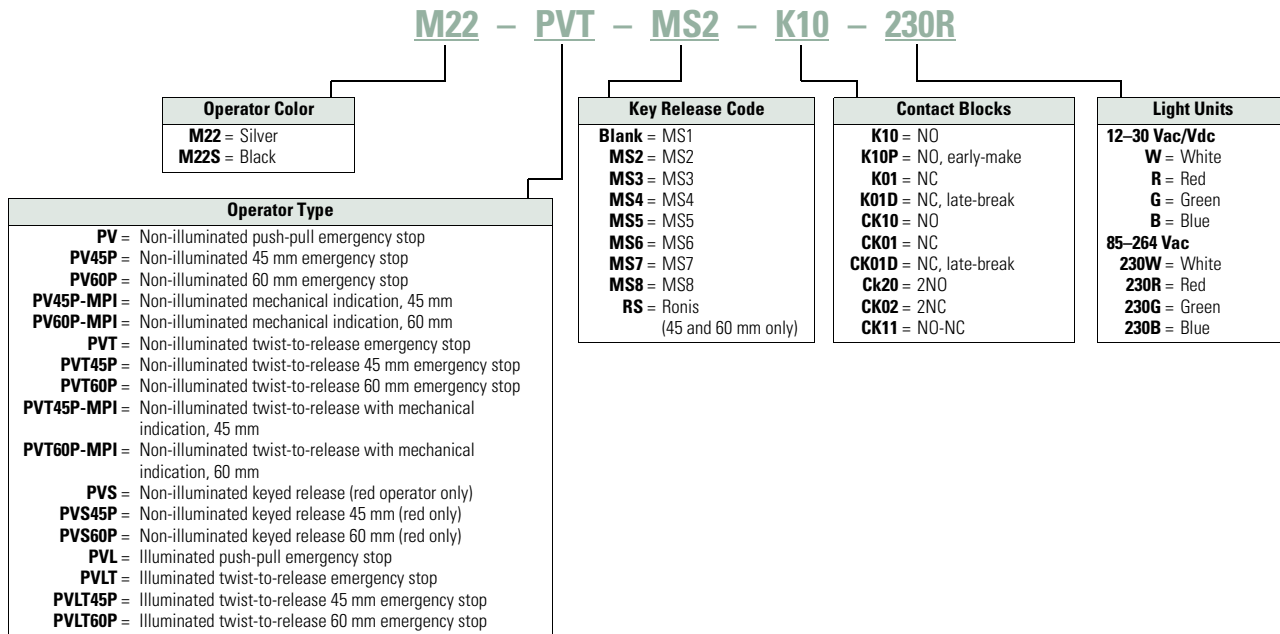 M22 – PVT – MS2 – K10 – 230R
Operator Color
M22 = Silver
M22S = Black
Operator Type
PV = Non-illuminated push-pull emergency stop
PV45P = Non-illuminated 45 mm emergency stop
PV60P = Non-illuminated 60 mm emergency stop
PV45P-MPI = Non-illuminated mechanical indication, 45 mm
PV60P-MPI = Non-illuminated mechanical indication, 60 mm
PVT = Non-illuminated twist-to-release emergency stop
PVT45P = Non-illuminated twist-to-release 45 mm emergency stop
PVT60P = Non-illuminated twist-to-release 60 mm emergency stop
PVT45P-MPI = Non-illuminated twist-to-release with mechanical
indication, 45 mm
PVT60P-MPI = Non-illuminated twist-to-release with mechanical
indication, 60 mm
PVS = Non-illuminated keyed release (red operator only)
PVS45P = Non-illuminated keyed release 45 mm (red only)
PVS60P = Non-illuminated keyed release 60 mm (red only)
PVL = Illuminated push-pull emergency stop
PVLT = Illuminated twist-to-release emergency stop
PVLT45P = Illuminated twist-to-release 45 mm emergency stop
PVLT60P = Illuminated twist-to-release 60 mm emergency stop
Key Release Code
Blank = MS1
MS2 = MS2
MS3 = MS3
MS4 = MS4
MS5 = MS5
MS6 = MS6
MS7 = MS7
MS8 = MS8
RS = Ronis
(45 and 60 mm only)
Contact Blocks
K10 = NO
K10P = NO, early-make
K01 = NC
K01D = NC, late-break
CK10 = NO
CK01 = NC
CK01D = NC, late-break
Ck20 = 2NO
CK02 = 2NC
CK11 = NO-NC
Light Units
12–30 Vac/Vdc
W = White
R = Red
G = Green
B = Blue
85–264 Vac
230W = White
230R = Red
230G = Green
230B = Blue